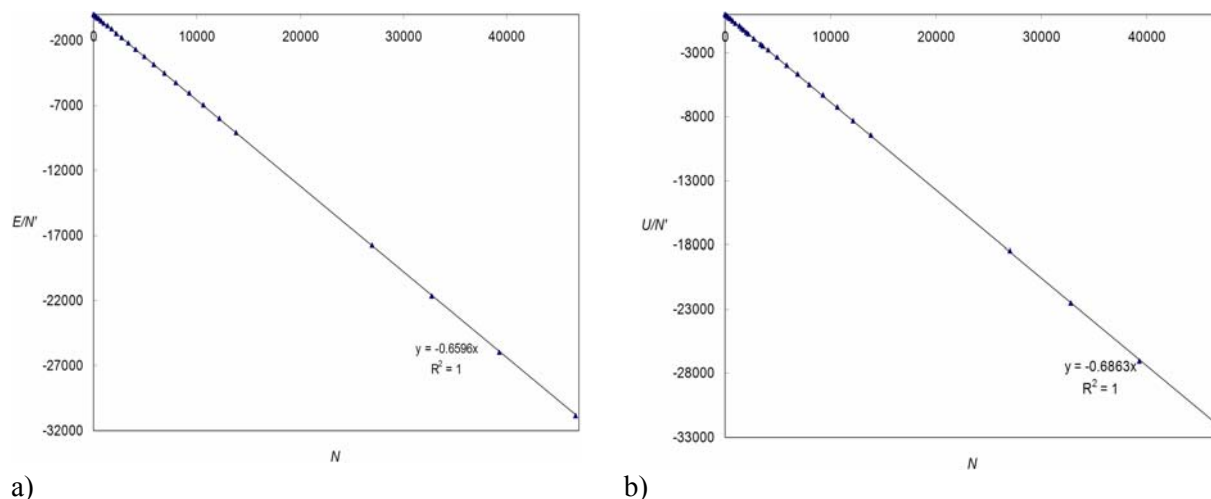 0 10000 20000 30000 40000
-2000
-7000
-12000
E/N'
-17000
-22000
y = -0.6596x
R² = 1
-27000
-32000
N
a)
0 10000 20000 30000 40000
-3000
-8000
-13000
U/N'
-18000
-23000
y = -0.6863x
R² = 1
-28000
-33000
N
b)